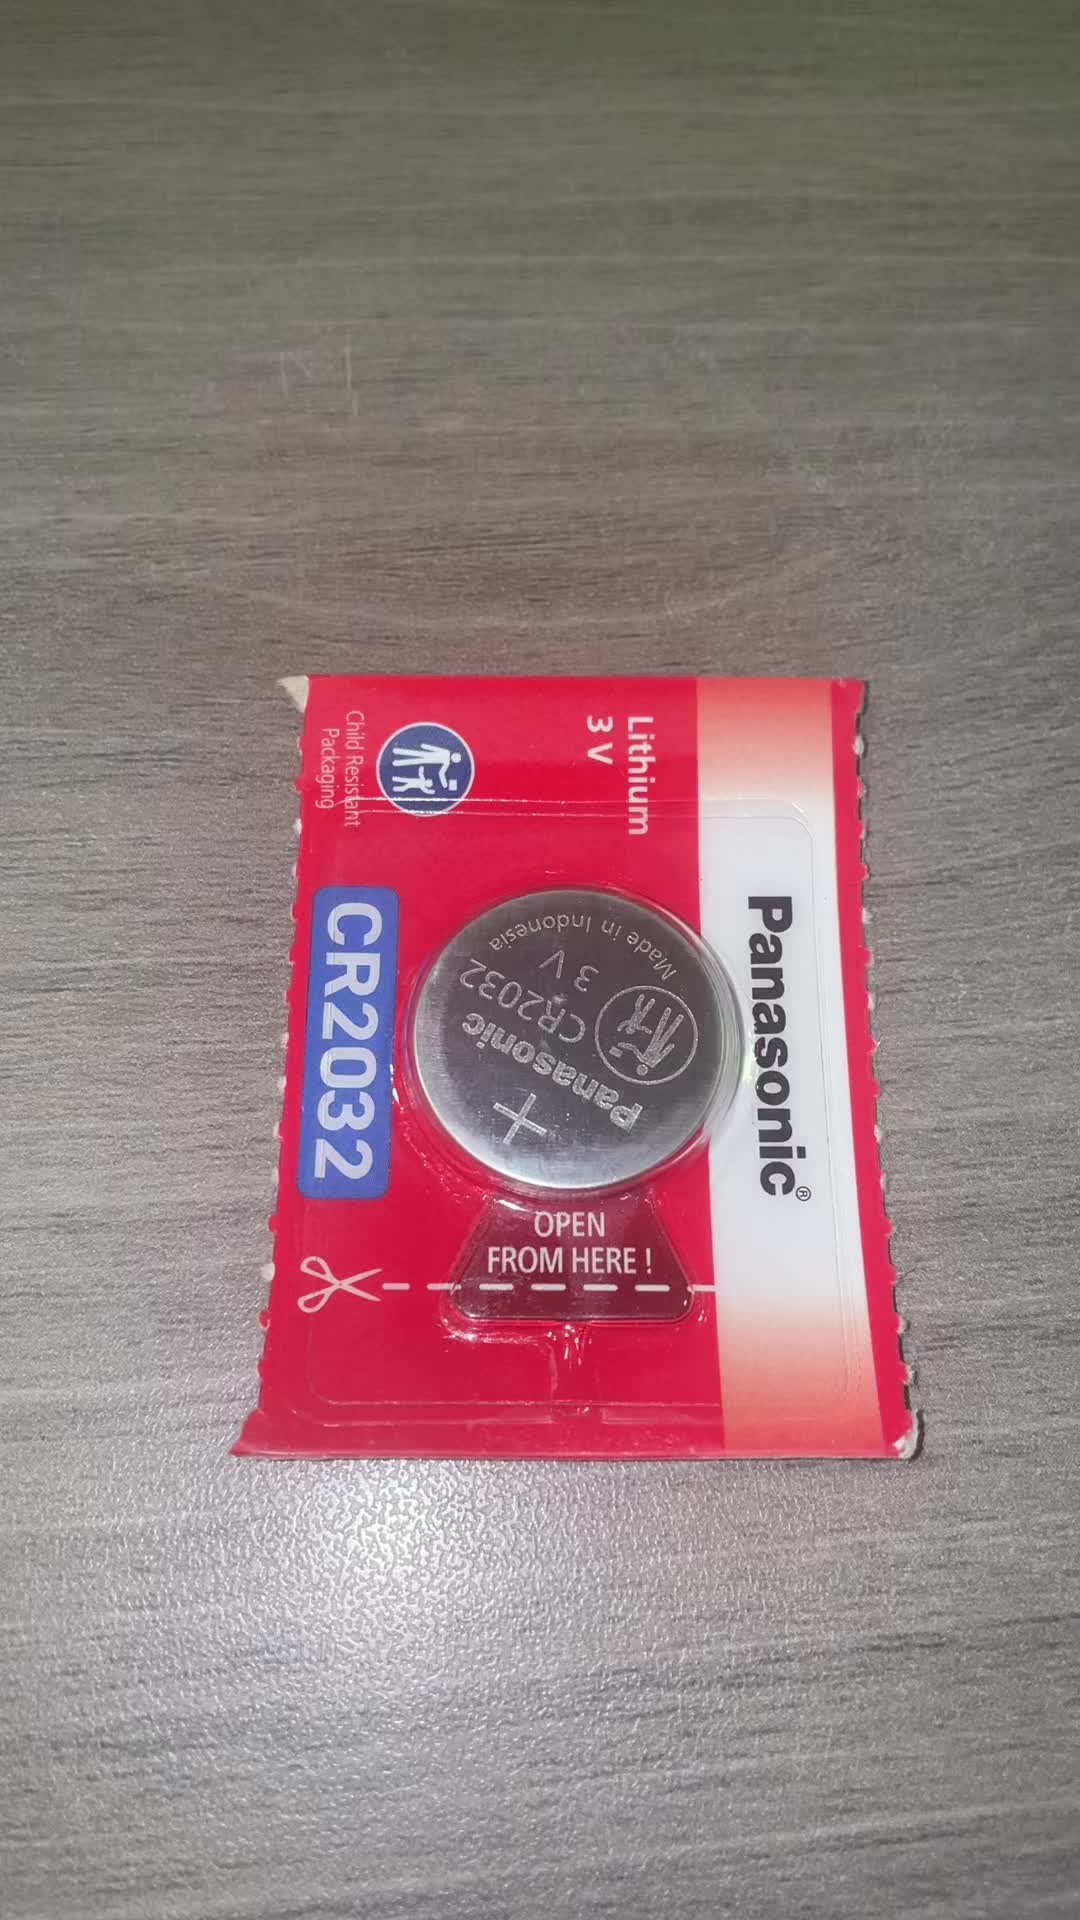 Panasonic®
Lithium
3 V
Child Resistant
Packaging
CR2032
Made in Indonesia
3 V
CR2032
Panasonic
+
OPEN
FROM HERE !